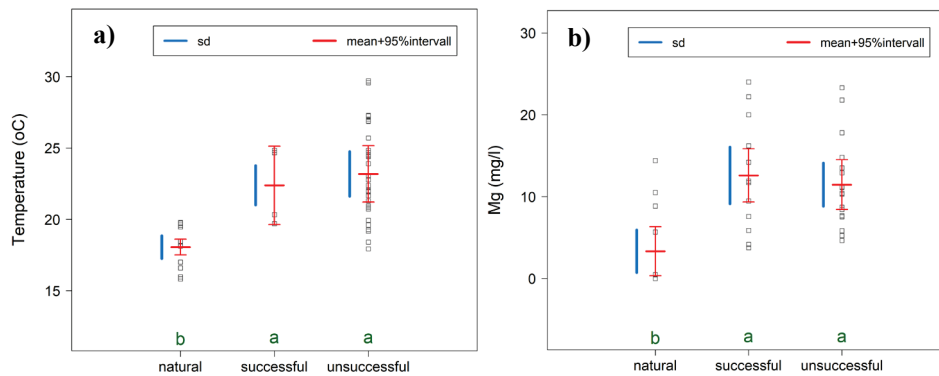 a)
sd mean+95%intervall
Temperature (oC)
30
25
20
15
b a a
natural successful unsuccessful
b)
sd mean+95%intervall
Mg (mg/l)
30
20
10
0
b a a
natural successful unsuccessful